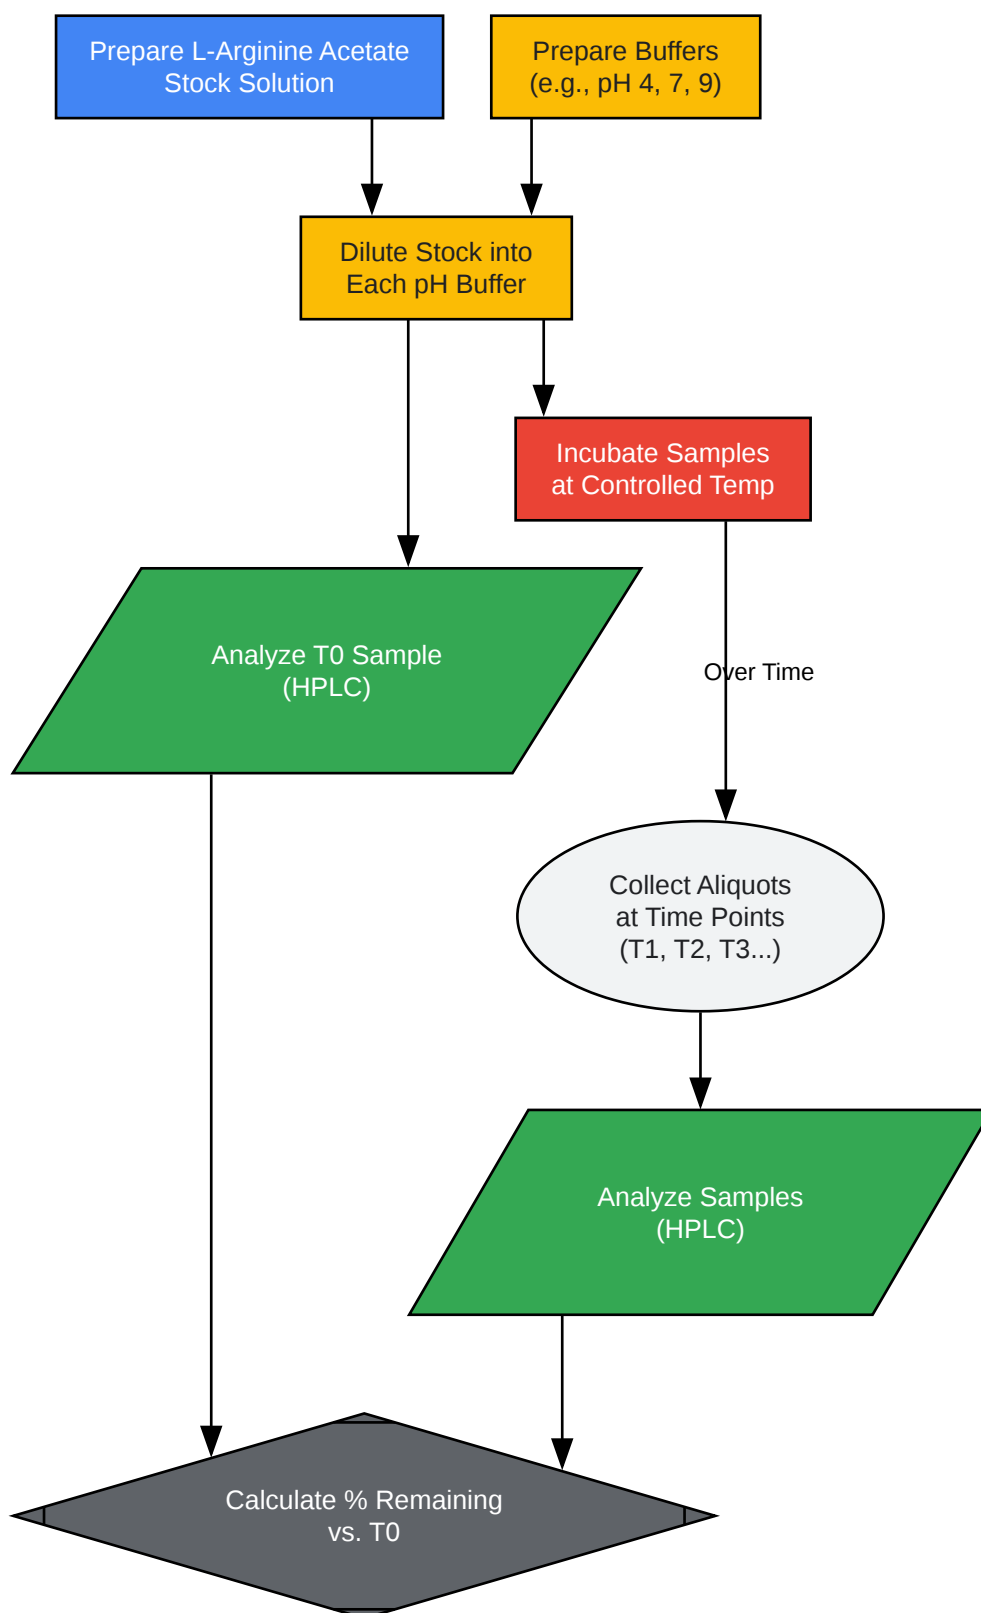 Prepare L-Arginine Acetate
Stock Solution
Prepare Buffers
(e.g., pH 4, 7, 9)
Dilute Stock into
Each pH Buffer
Incubate Samples
at Controlled Temp
Analyze T0 Sample
(HPLC)
Over Time
Collect Aliquots
at Time Points
(T1, T2, T3...)
Analyze Samples
(HPLC)
Calculate % Remaining
vs. T0